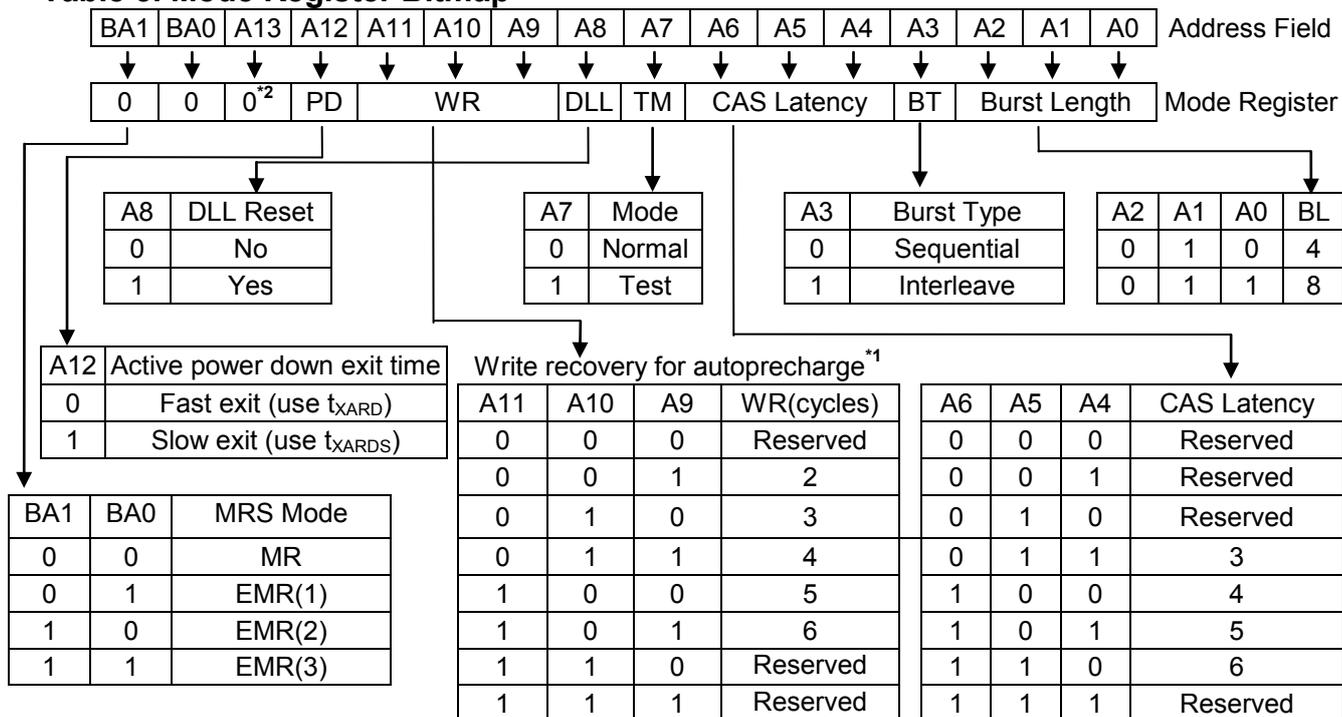 Table 6. Mode Register Bitmap
BA1 BA0 A13 A12 A11 A10 A9 A8 A7 A6 A5 A4 A3 A2 A1 A0 Address Field
0 0 0*2 PD WR DLL TM CAS Latency BT Burst Length Mode Register
A8 DLL Reset
0 No
1 Yes
A7 Mode
0 Normal
1 Test
A3 Burst Type
0 Sequential
1 Interleave
A2 A1 A0 BL
0 1 0 4
0 1 1 8
A12 Active power down exit time
0 Fast exit (use tXARD)
1 Slow exit (use tXARDS)
BA1 BA0 MRS Mode
0 0 MR
0 1 EMR(1)
1 0 EMR(2)
1 1 EMR(3)
Write recovery for autoprecharge*1
A11 A10 A9 WR(cycles)
0 0 0 Reserved
0 0 1 2
0 1 0 3
0 1 1 4
1 0 0 5
1 0 1 6
1 1 0 Reserved
1 1 1 Reserved
A6 A5 A4 CAS Latency
0 0 0 Reserved
0 0 1 Reserved
0 1 0 Reserved
0 1 1 3
1 0 0 4
1 0 1 5
1 1 0 6
1 1 1 Reserved